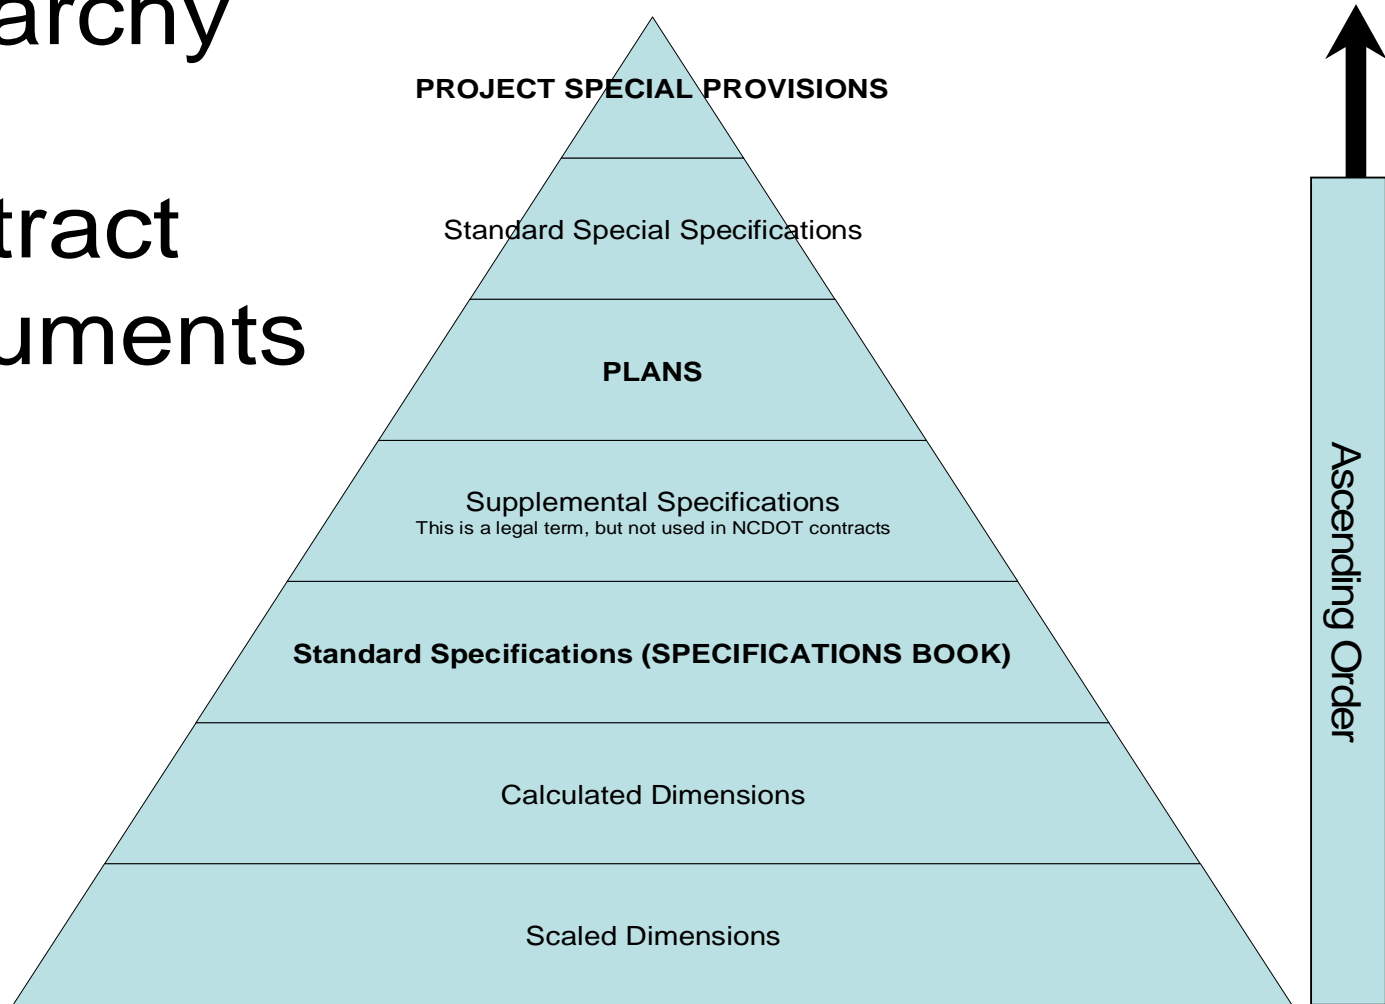 archy
tract
uments
PROJECT SPECIAL PROVISIONS
Standard Special Specifications
PLANS
Supplemental Specifications
This is a legal term, but not used in NCDOT contracts
Standard Specifications (SPECIFICATIONS BOOK)
Calculated Dimensions
Scaled Dimensions
Ascending Order